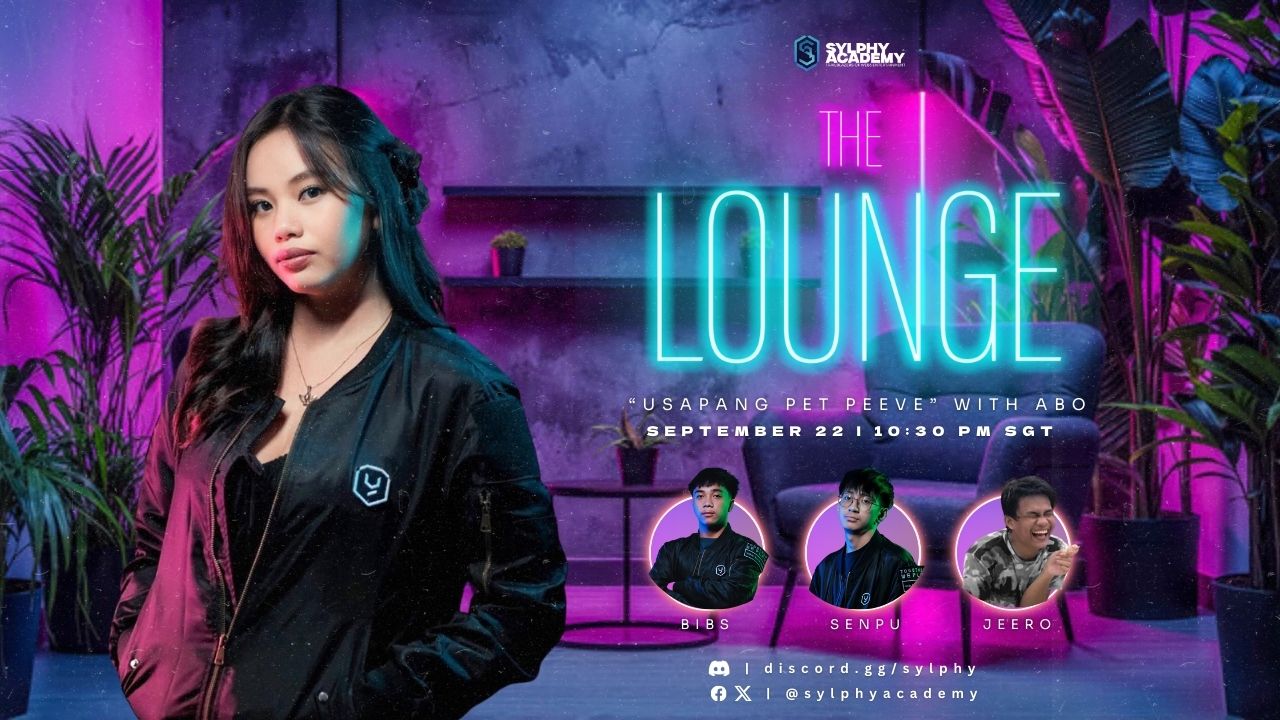 SYLPHY
ACADEMY
THE
LOUNGE
“USAPANG PET PEEVE” WITH ABO
SEPTEMBER 22 | 10:30 PM SGT
BIBS
SENPU
JEERO
| discord.gg/sylphy
| @sylphyacademy